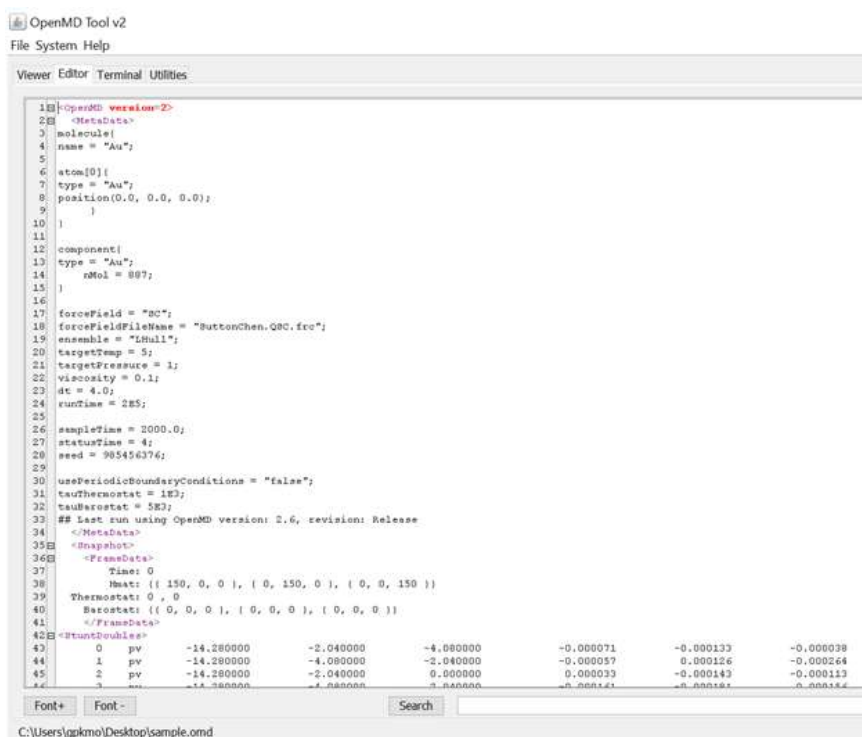 OpenMD Tool v2
File System Help
Viewer Editor Terminal Utilities
1 <OpenMD version=2>
2 <MetaData>
3 molecule{
4 name = "Au";
5
6 atom[0]{
7 type = "Au";
8 position(0.0, 0.0, 0.0);
9 }
10 }
11
12 component{
13 type = "Au";
14 nMol = 887;
15 }
16
17 forceField = "SC";
18 forceFieldFileName = "SuttonChen.QSC.frc";
19 ensemble = "LHull";
20 targetTemp = 5;
21 targetPressure = 1;
22 viscosity = 0.1;
23 dt = 4.0;
24 runTime = 2E5;
25
26 sampleTime = 2000.0;
27 statusTime = 4;
28 seed = 985456376;
29
30 usePeriodicBoundaryConditions = "false";
31 tauThermostat = 1E3;
32 tauBarostat = 5E3;
33 ## Last run using OpenMD version: 2.6, revision: Release
34 </MetaData>
35 <Snapshot>
36 <FrameData>
37 Time: 0
38 Hmat: {{ 150, 0, 0 }, { 0, 150, 0 }, { 0, 0, 150 }}
39 Thermostat: 0 , 0
40 Barostat: {{ 0, 0, 0 }, { 0, 0, 0 }, { 0, 0, 0 }}
41 </FrameData>
42 <StuntDoubles>
43 0 pv -14.280000 -2.040000 -4.080000 -0.000071 -0.000133 -0.000038
44 1 pv -14.280000 -4.080000 -2.040000 -0.000057 0.000126 -0.000264
45 2 pv -14.280000 -2.040000 0.000000 0.000033 -0.000143 -0.000113
Font+ Font - Search
C:\Users\gpkmo\Desktop\sample.omd